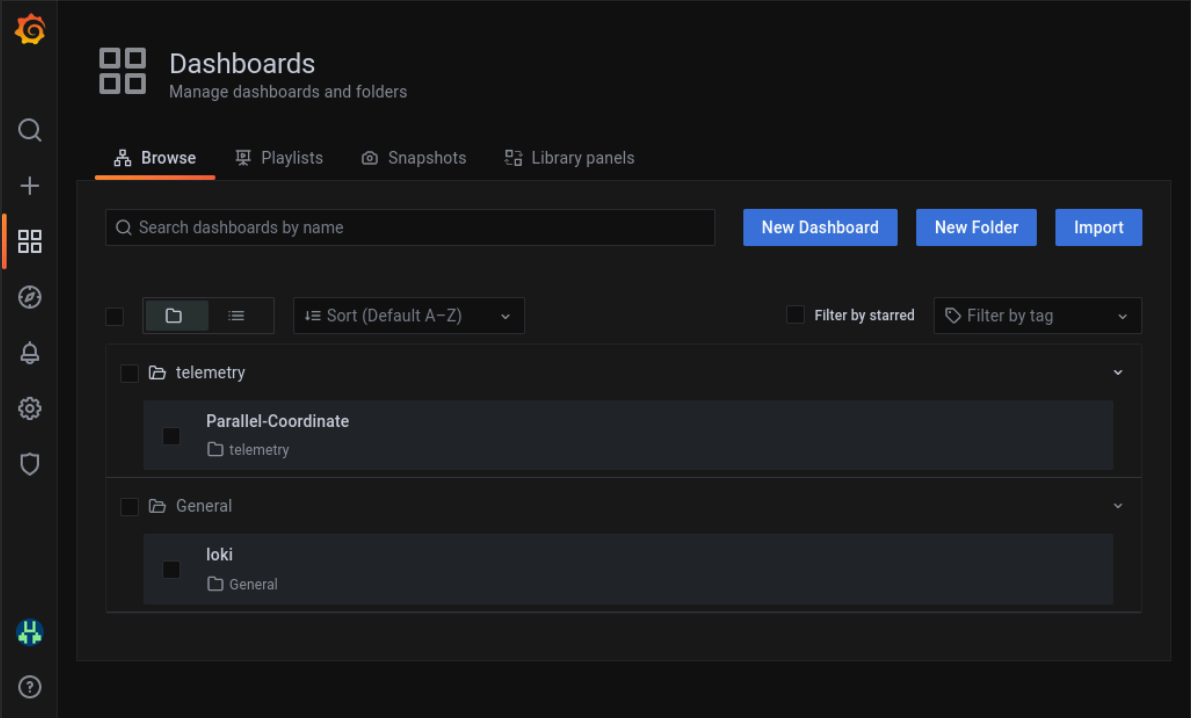 Dashboards
Manage dashboards and folders
Browse Playlists Snapshots Library panels
Search dashboards by name New Dashboard New Folder Import
Sort (Default A–Z) Filter by starred Filter by tag
telemetry
Parallel-Coordinate
telemetry
General
loki
General